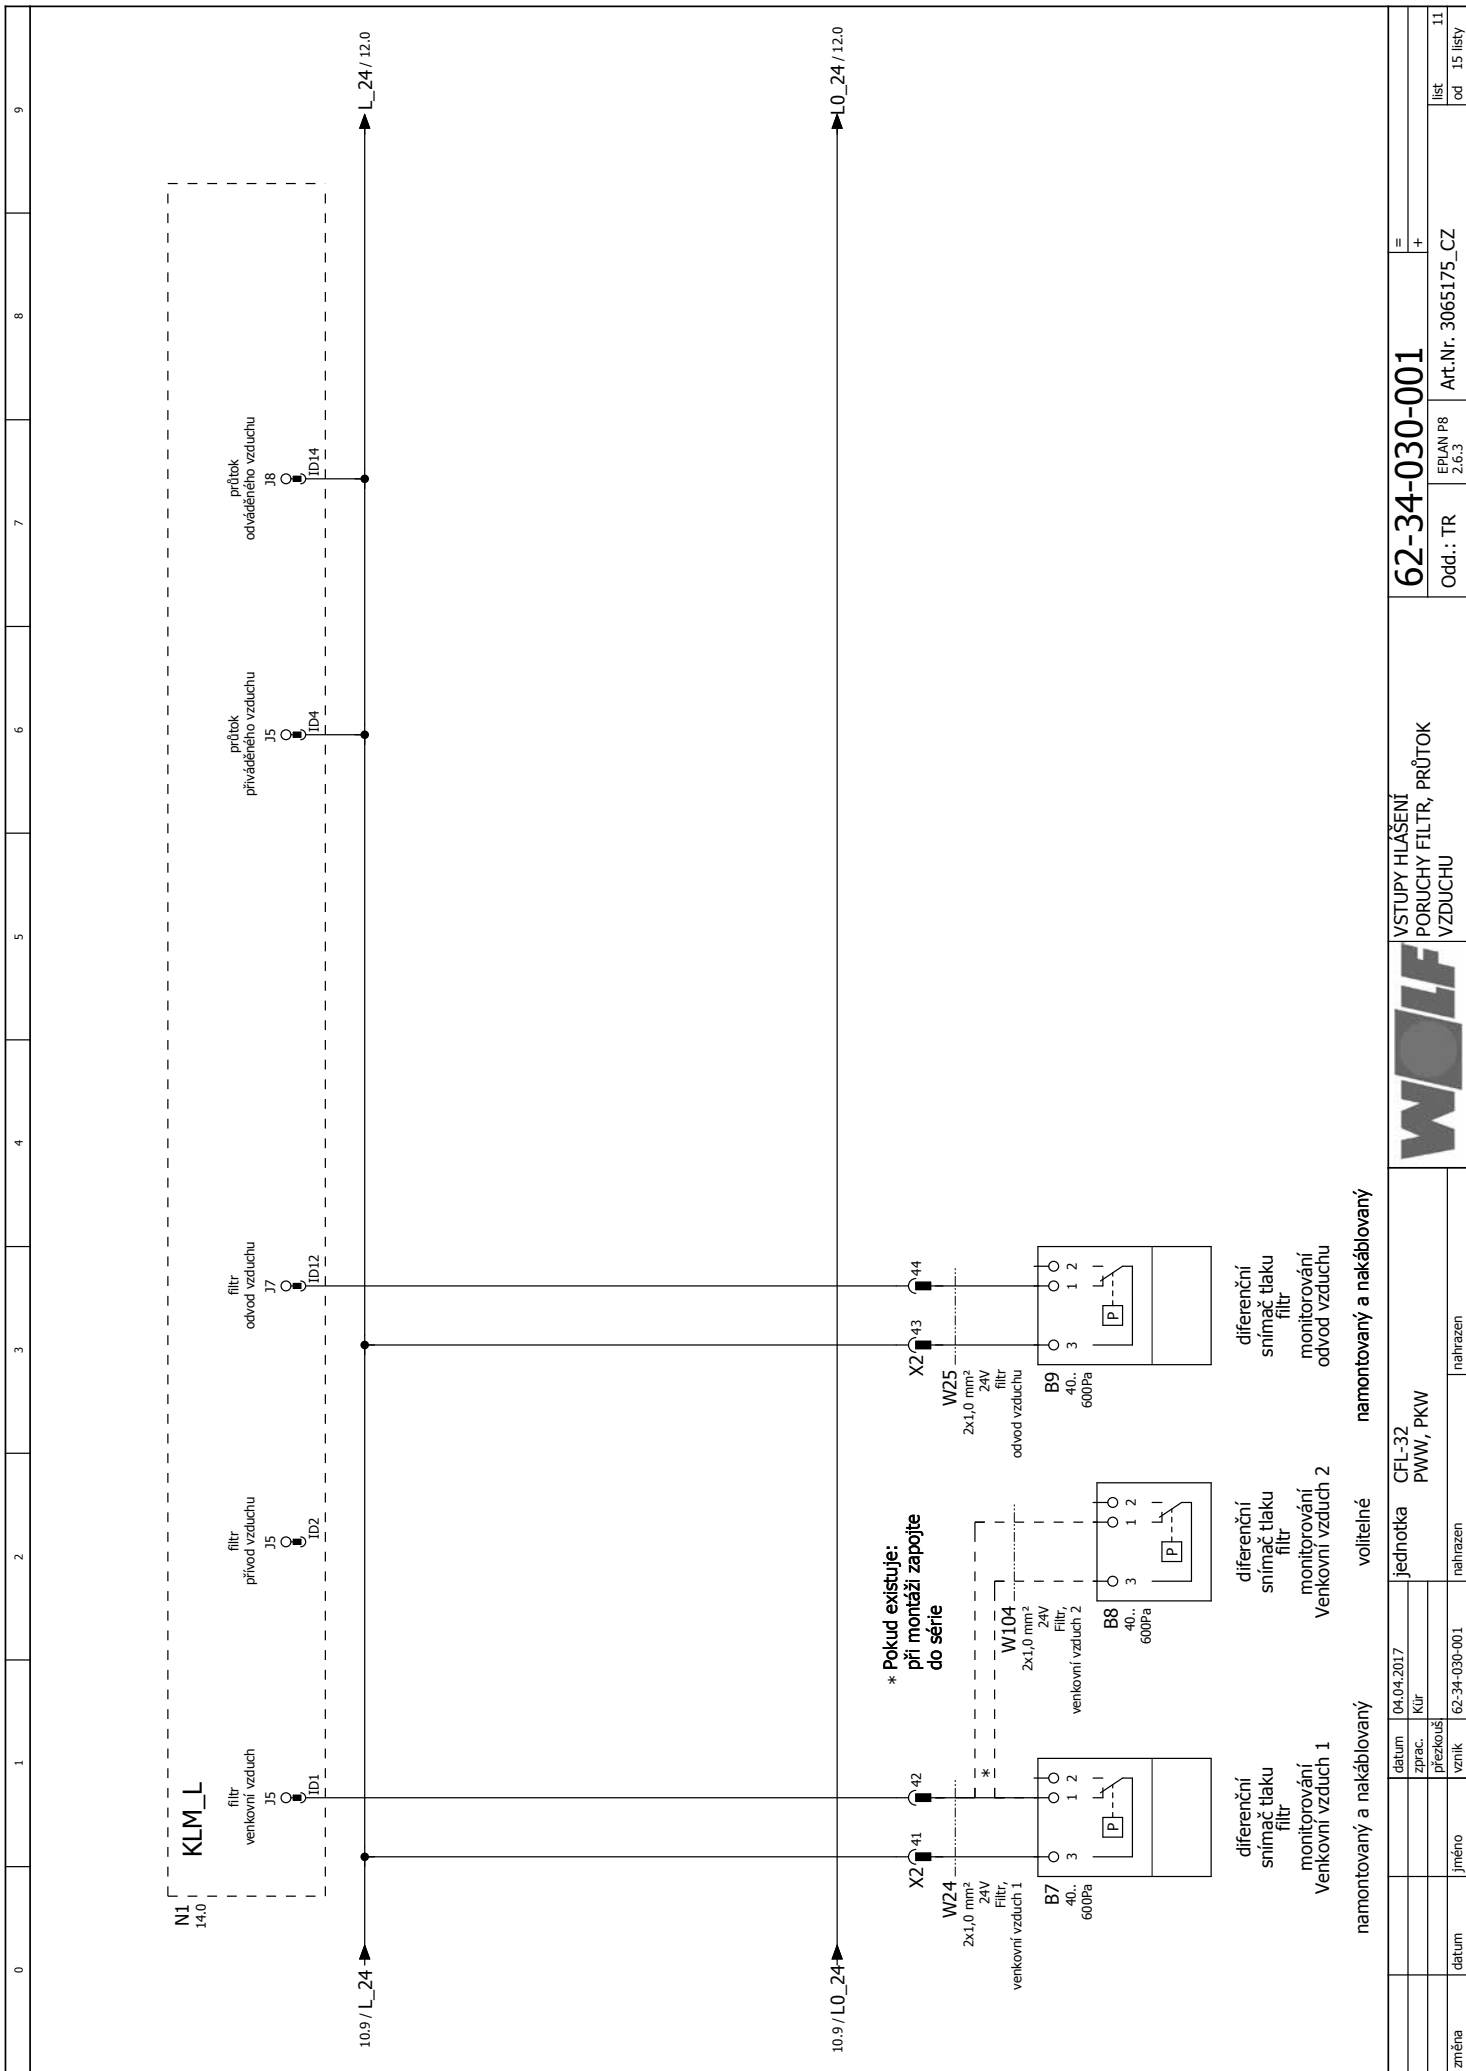 0 1 2 3 4 5 6 7 8 9
N1
14.0
KLM_L
filtr
venkovní vzduch
J5
ID1
filtr
přívod vzduchu
J5
ID2
filtr
odvod vzduchu
J7
ID12
průtok
přiváděného vzduchu
J5
ID4
průtok
odváděného vzduchu
J8
ID14
10.9 / L_24
L_24 / 12.0
10.9 / L0_24
L0_24 / 12.0
* Pokud existuje:
při montáži zapojte
do série
X2 41 42
W24
2x1,0 mm²
24V
Filtr,
venkovní vzduch 1
*
B7
40..
600Pa
3 1 2
P
W104
2x1,0 mm²
24V
Filtr,
venkovní vzduch 2
B8
40..
600Pa
3 1 2
P
X2 43 44
W25
2x1,0 mm²
24V
filtr
odvod vzduchu
B9
40..
600Pa
3 1 2
P
diferenční
snímač tlaku
filtr
monitorování
Venkovní vzduch 1
namontovaný a nakáblovaný
diferenční
snímač tlaku
filtr
monitorování
Venkovní vzduch 2
volitelné
diferenční
snímač tlaku
filtr
monitorování
odvod vzduchu
namontovaný a nakáblovaný
změna
datum
jméno
datum 04.04.2017
zprac. Kür
přezkouš.
vznik 62-34-030-001
jednotka CFL-32
PWW, PKW
nahrazen
nahrazen
WOLF
VSTUPY HLÁŠENÍ
PORUCHY FILTR, PRŮTOK
VZDUCHU
62-34-030-001
=
+
Odd.: TR
EPLAN P8
2.6.3
Art.Nr. 3065175_CZ
list 11
od 15 listy